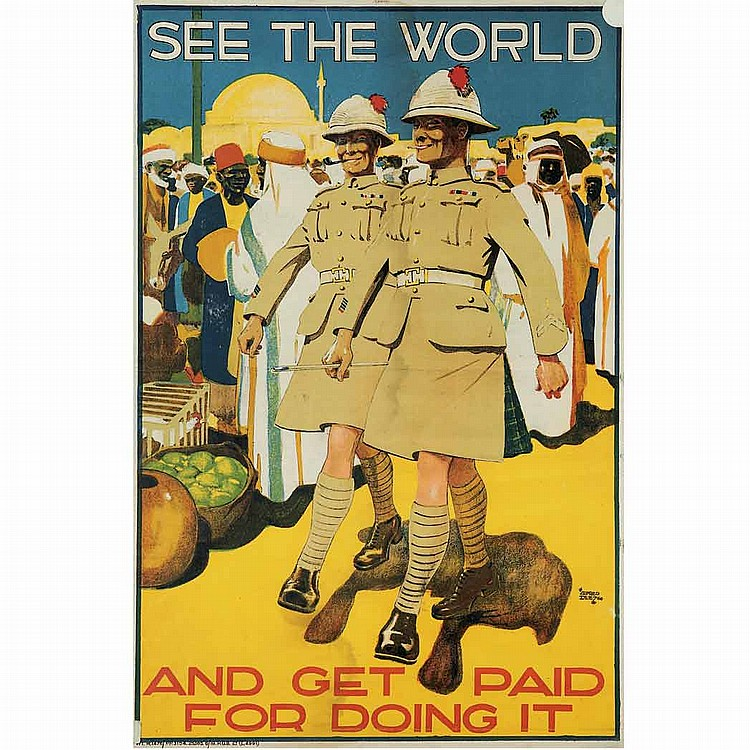 SEE THE WORLD
AND GET PAID
FOR DOING IT